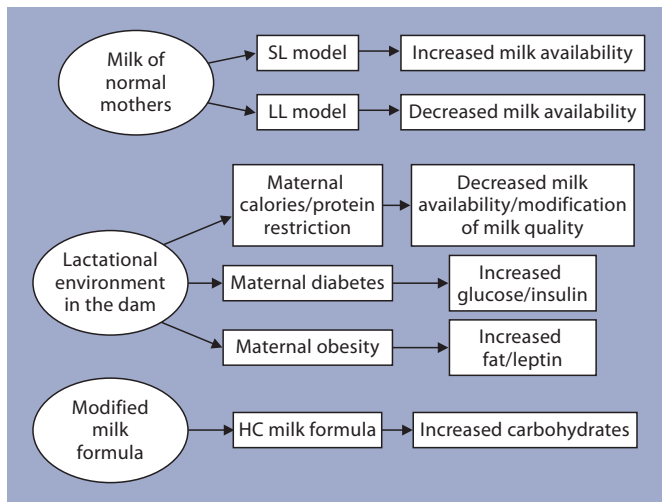 Milk of
normal
mothers
SL model
Increased milk availability
LL model
Decreased milk availability
Lactational
environment
in the dam
Maternal
calories/protein
restriction
Decreased milk
availability/modification
of milk quality
Maternal diabetes
Increased
glucose/insulin
Maternal obesity
Increased
fat/leptin
Modified
milk
formula
HC milk formula
Increased carbohydrates